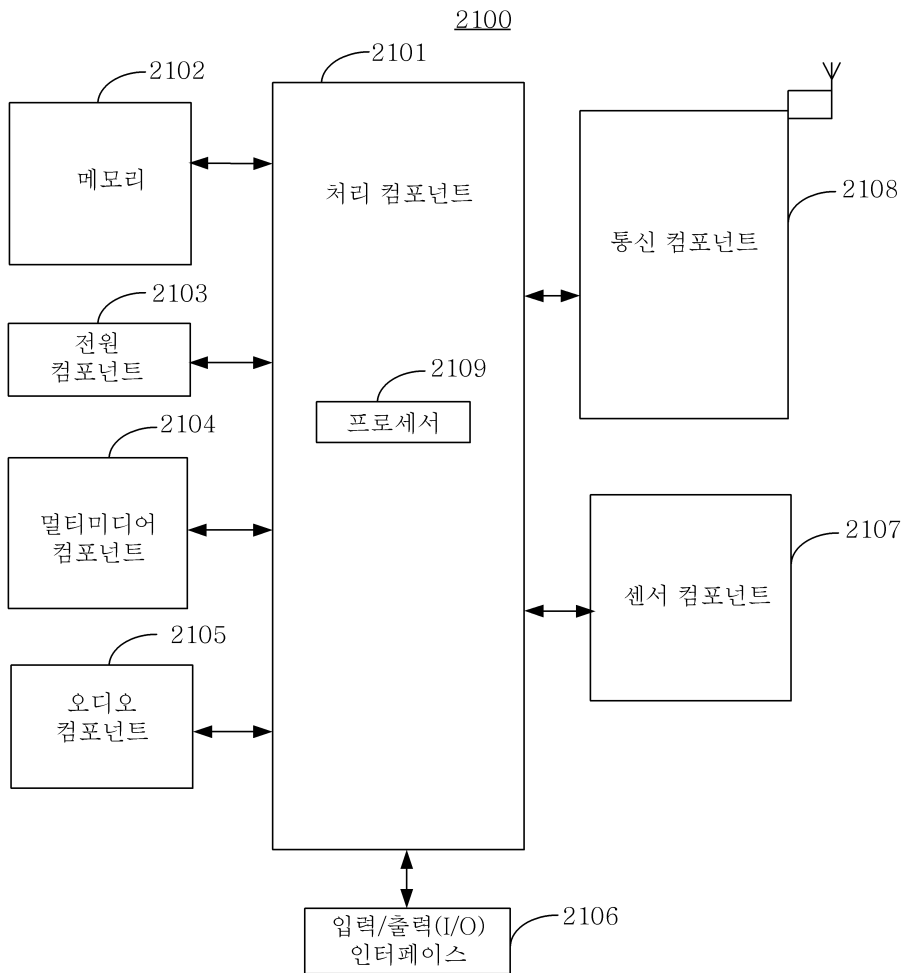 2100
2101
2102
메모리
처리 컴포넌트
2108
통신 컴포넌트
2103
전원
컴포넌트
2109
프로세서
2104
멀티미디어
컴포넌트
2107
센서 컴포넌트
2105
오디오
컴포넌트
2106
입력/출력(I/O)
인터페이스